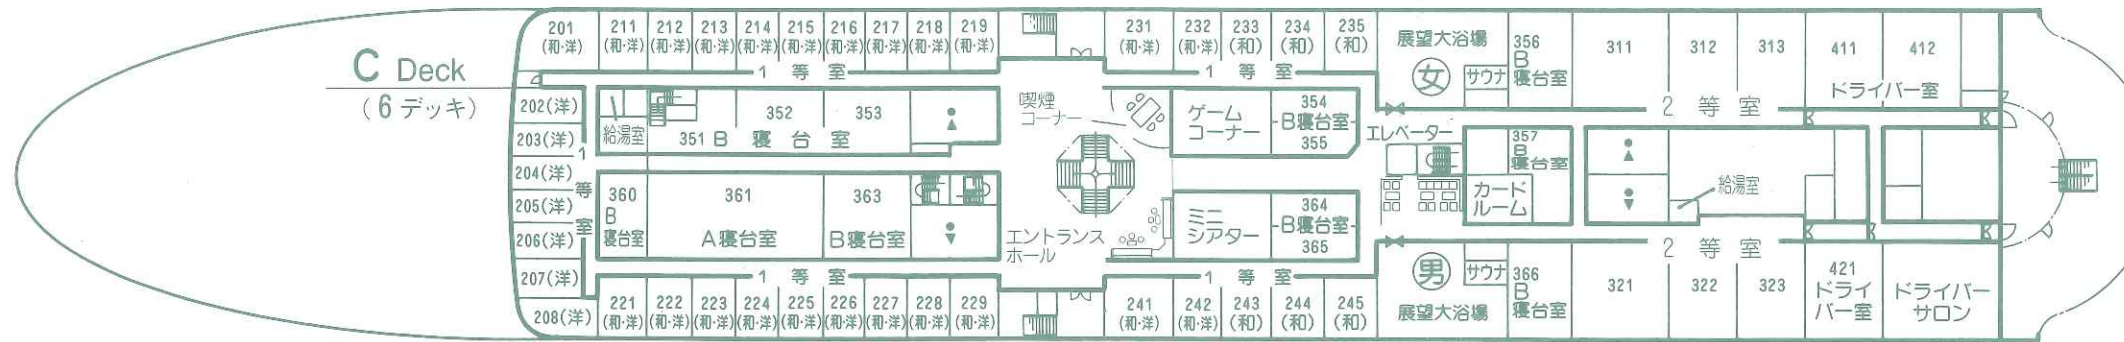 C Deck
(6 デッキ)
201
(和・洋)
211
(和・洋)
212
(和・洋)
213
(和・洋)
214
(和・洋)
215
(和・洋)
216
(和・洋)
217
(和・洋)
218
(和・洋)
219
(和・洋)
1 等 室
231
(和・洋)
232
(和・洋)
233
(和)
234
(和)
235
(和)
1 等 室
展望大浴場
女
サウナ
356
B
寝台室
311
312
313
2 等 室
411
412
ドライバー室
202(洋)
203(洋)
204(洋)
205(洋)
206(洋)
207(洋)
208(洋)
1 等 室
給湯室
351 B 寝 台 室
352
353
喫煙
コーナー
ゲーム
コーナー
354
B寝台室
355
エレベーター
357
B
寝台室
カード
ルーム
給湯室
360
B
寝台室
361
A寝台室
363
B寝台室
エントランス
ホール
ミニ
シアター
364
B寝台室
365
1 等 室
221
(和・洋)
222
(和・洋)
223
(和・洋)
224
(和・洋)
225
(和・洋)
226
(和・洋)
227
(和・洋)
228
(和・洋)
229
(和・洋)
1 等 室
241
(和・洋)
242
(和・洋)
243
(和)
244
(和)
245
(和)
男
サウナ
展望大浴場
366
B
寝台室
2 等 室
321
322
323
421
ドライ
バー室
ドライバー
サロン